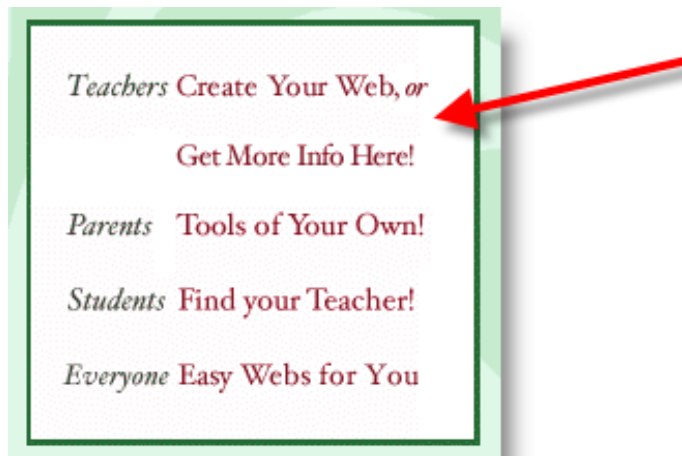 Teachers Create Your Web, or
Get More Info Here!
Parents Tools of Your Own!
Students Find your Teacher!
Everyone Easy Webs for You